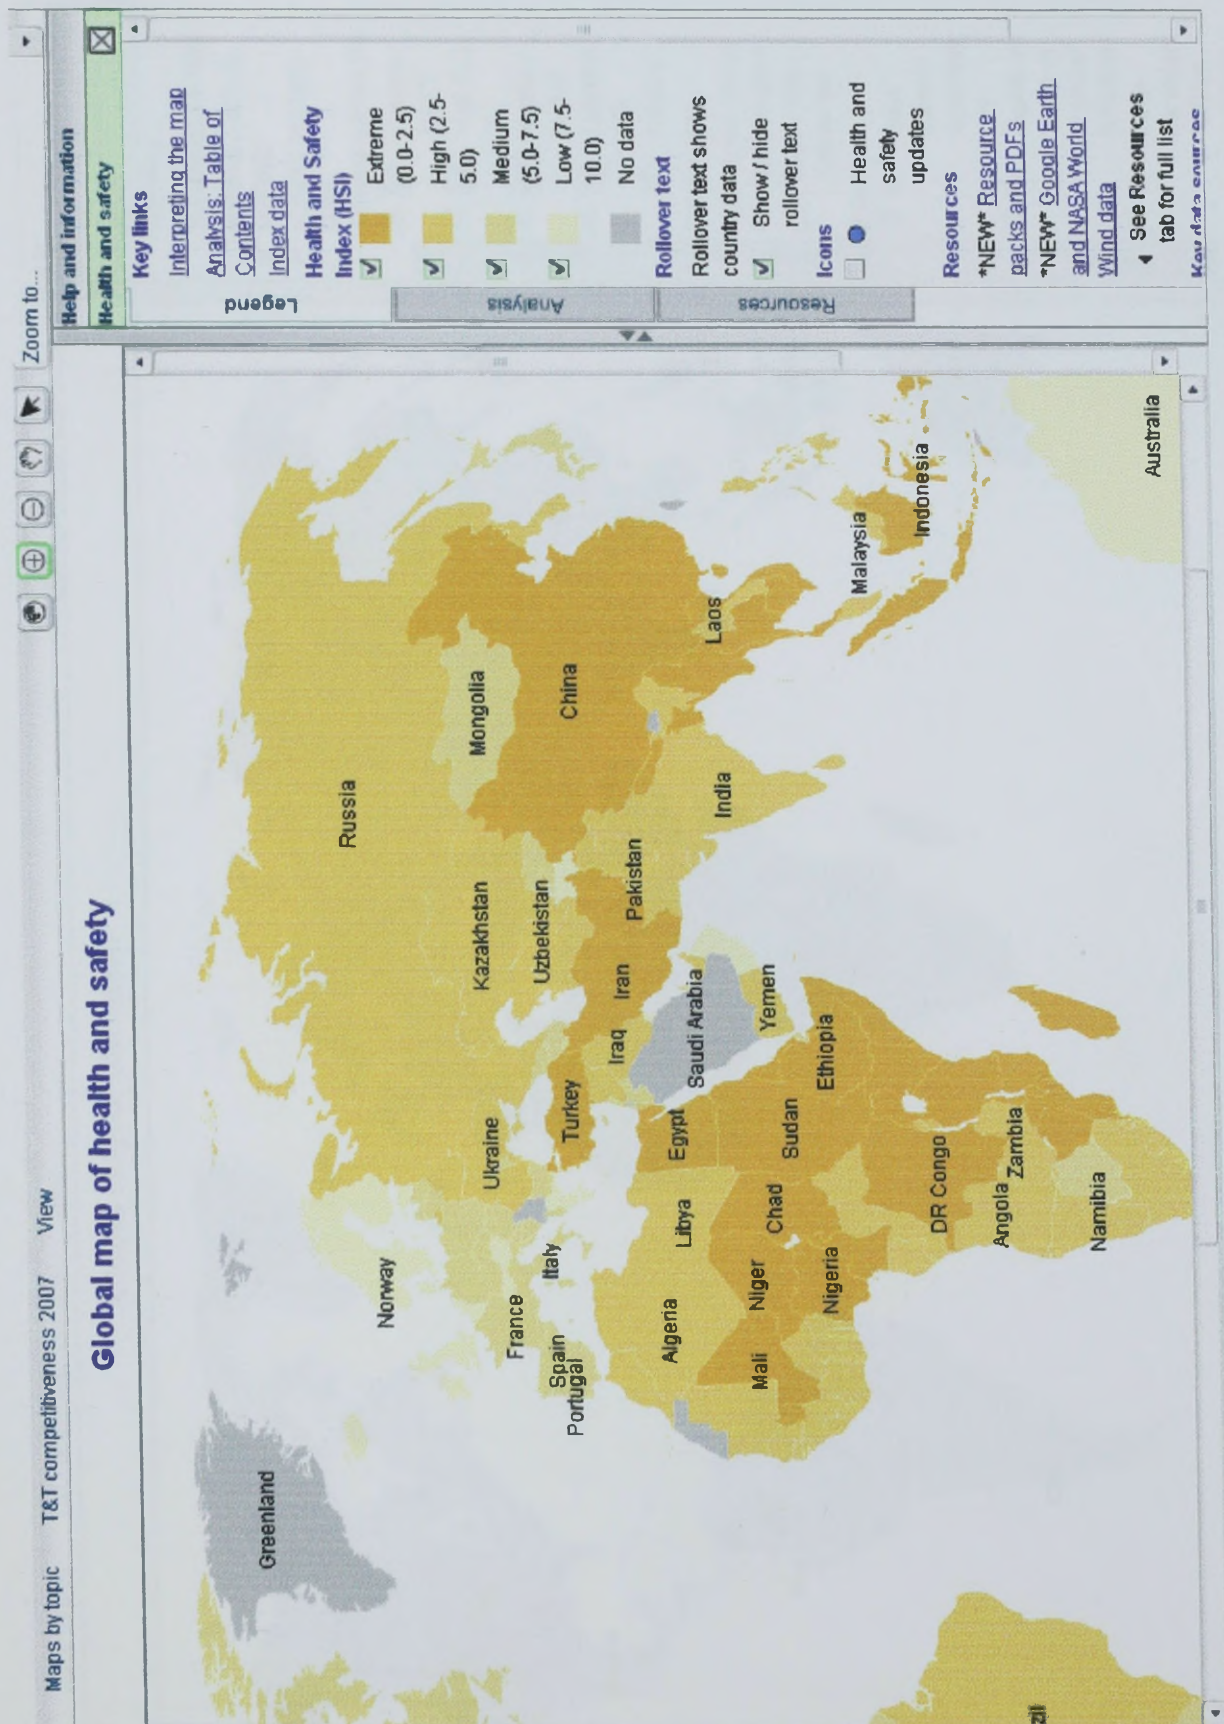 Maps by topic
T&T competitiveness 2007
View
Zoom to...
Global map of health and safety
Help and information
Health and safety
Legend
Analysis
Resources
Key links
Interpreting the map
Analysis: Table of
Contents
Index data
Health and Safety
Index (HSI)
Extreme
(0.0-2.5)
High (2.5-
5.0)
Medium
(5.0-7.5)
Low (7.5-
10.0)
No data
Rollover text
Rollover text shows
country data
Show / hide
rollover text
Icons
Health and
safety
updates
Resources
*NEW* Resource
packs and PDFs
*NEW* Google Earth
and NASA World
Wind data
See Resources
tab for full list
Key data sources
Greenland
Norway
Russia
Ukraine
Kazakhstan
Mongolia
France
Italy
Spain
Portugal
Turkey
Uzbekistan
China
Iraq
Iran
Pakistan
Algeria
Libya
Egypt
Saudi Arabia
India
Laos
Mali
Niger
Chad
Sudan
Yemen
Nigeria
Ethiopia
Malaysia
DR Congo
Indonesia
Angola
Zambia
Namibia
Australia
zil